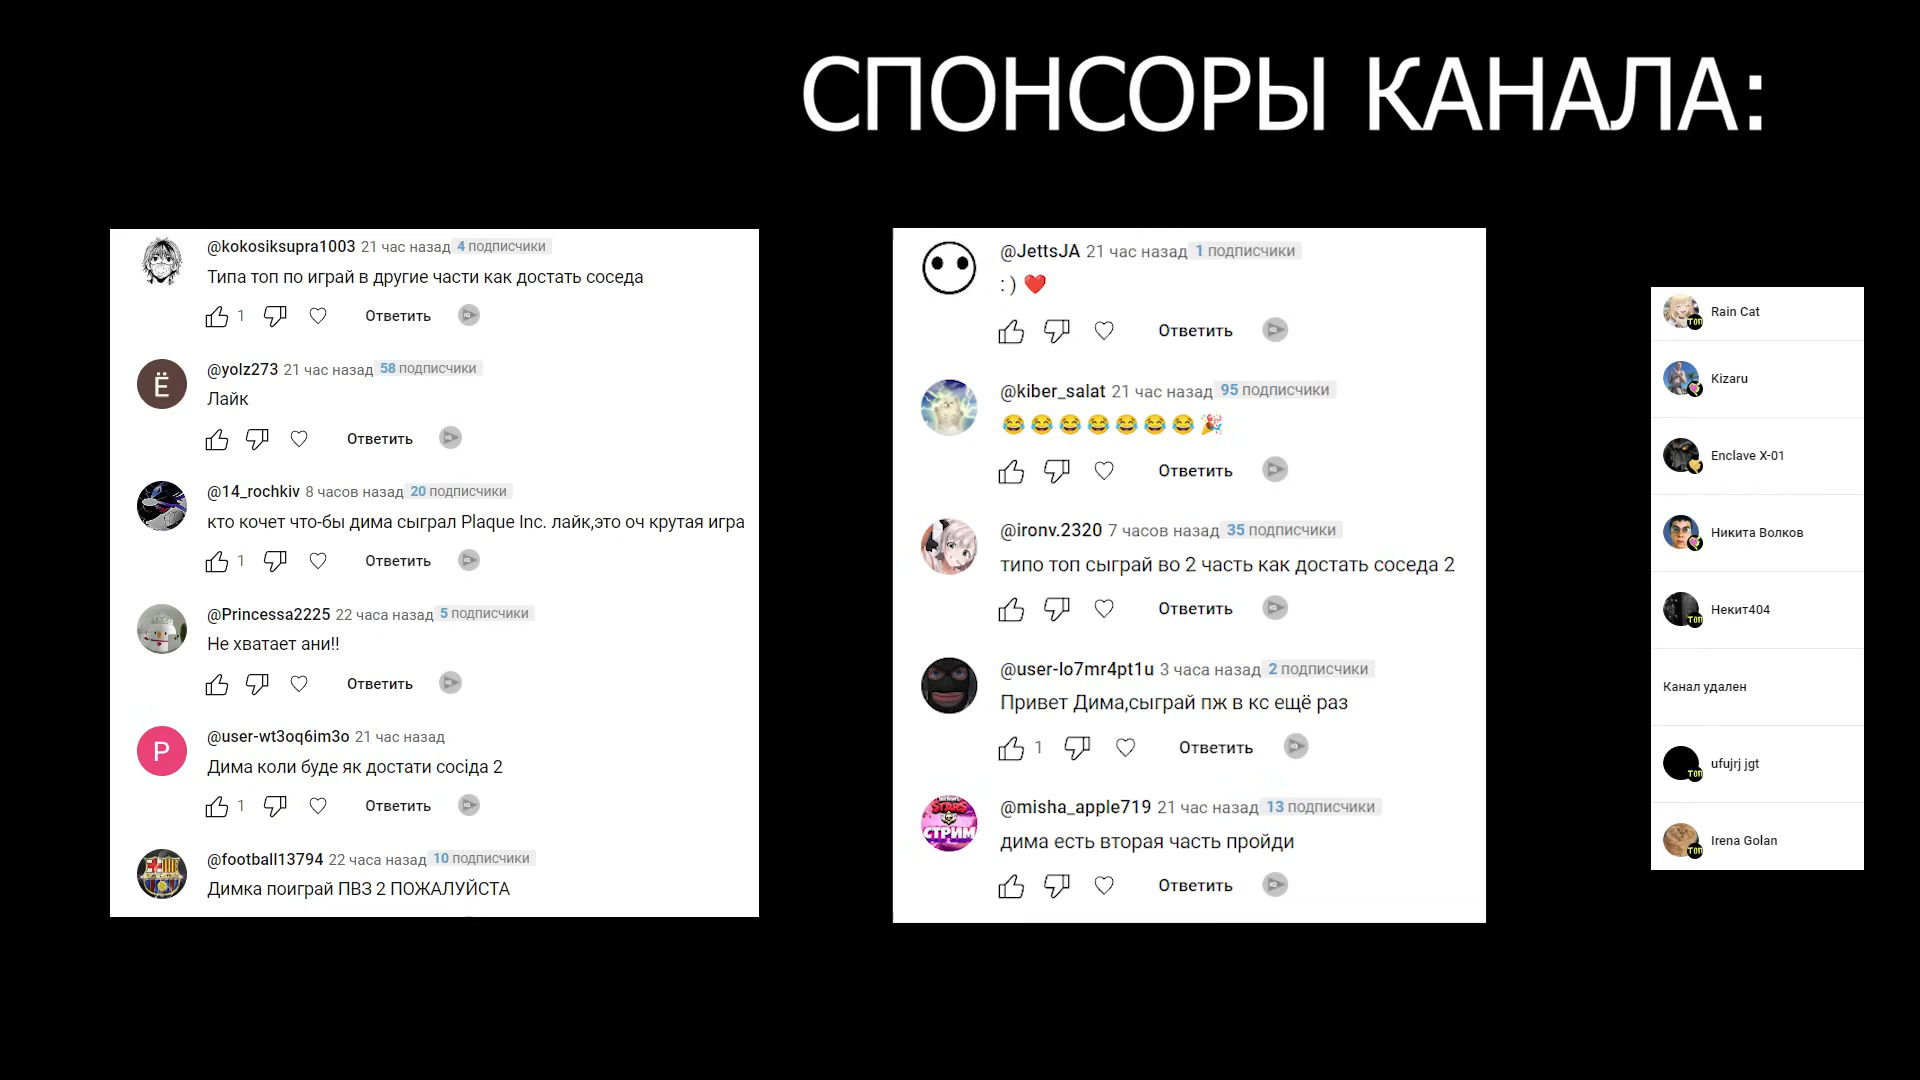 СПОНСОРЫ КАНАЛА:
@kokosiksupra1003 21 час назад 4 подписчики
Типа топ по играй в другие части как достать соседа
1 Ответить
Ё
@yolz273 21 час назад 58 подписчики
Лайк
Ответить
@14_rochkiv 8 часов назад 20 подписчики
кто кочет что-бы дима сыграл Plaque Inc. лайк,это оч крутая игра
1 Ответить
@Princessa2225 22 часа назад 5 подписчики
Не хватает ани!!
Ответить
P
@user-wt3oq6im3o 21 час назад
Дима коли буде як достати сосіда 2
1 Ответить
@football13794 22 часа назад 10 подписчики
Димка поиграй ПВЗ 2 ПОЖАЛУЙСТА
@JettsJA 21 час назад 1 подписчики
: ) ❤️
Ответить
@kiber_salat 21 час назад 95 подписчики
😂😂😂😂😂😂😂🎉
Ответить
@ironv.2320 7 часов назад 35 подписчики
типо топ сыграй во 2 часть как достать соседа 2
Ответить
@user-lo7mr4pt1u 3 часа назад 2 подписчики
Привет Дима,сыграй пж в кс ещё раз
1 Ответить
STARS
СТРИМ
@misha_apple719 21 час назад 13 подписчики
дима есть вторая часть пройди
Ответить
Rain Cat
Топ
Kizaru
Enclave X-01
Никита Волков
Некит404
Топ
Канал удален
ufujrj jgt
Топ
Irena Golan
Топ